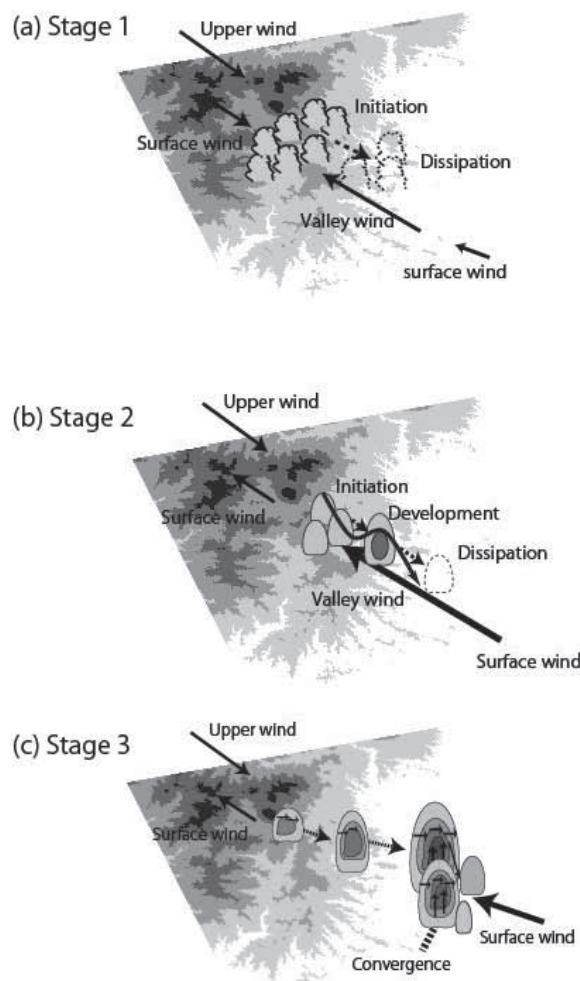 (a) Stage 1
Upper wind
Initiation
Surface wind
Dissipation
Valley wind
surface wind
(b) Stage 2
Upper wind
Initiation
Surface wind
Development
Dissipation
Valley wind
Surface wind
(c) Stage 3
Upper wind
Surface wind
Surface wind
Convergence